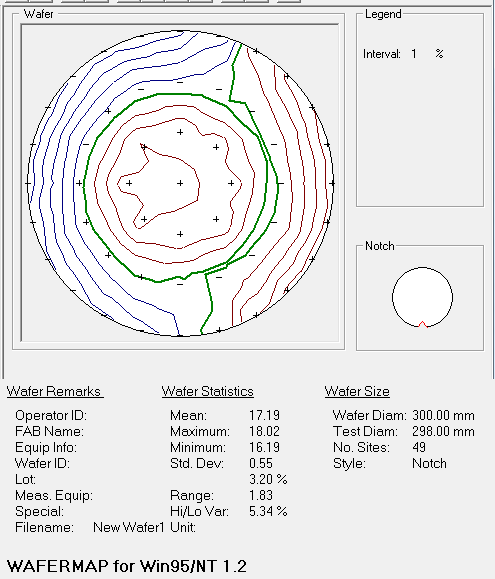 Wafer
Legend
Interval: 1 %
Notch
Wafer Remarks Wafer Statistics Wafer Size
Operator ID: Mean: 17.19 Wafer Diam: 300.00 mm
FAB Name: Maximum: 18.02 Test Diam: 298.00 mm
Equip Info: Minimum: 16.19 No. Sites: 49
Wafer ID: Std. Dev: 0.55 Style: Notch
Lot: 3.20 %
Meas. Equip: Range: 1.83
Special: Hi/Lo Var: 5.34 %
Filename: New Wafer1 Unit:
WAFERMAP for Win95/NT 1.2